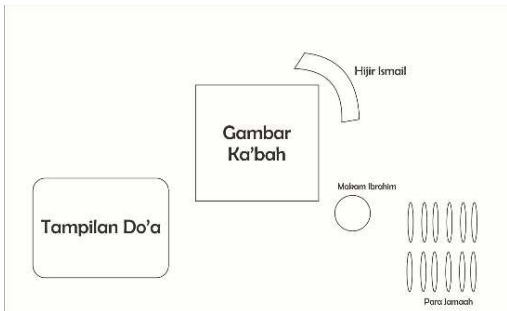 Hijir Ismail
Gambar
Ka'bah
Makam Ibrahim
Tampilan Do'a
Para Jamaah